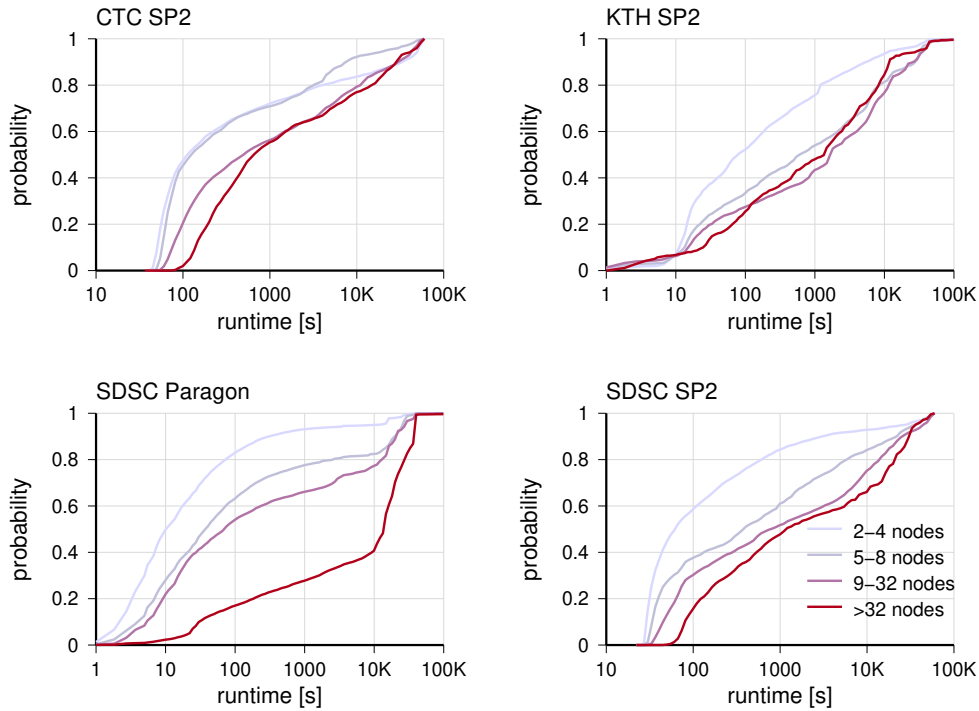 CTC SP2
1
0.8
0.6
0.4
0.2
0
probability
10
100
1000
10K
100K
runtime [s]
KTH SP2
1
0.8
0.6
0.4
0.2
0
probability
1
10
100
1000
10K
100K
runtime [s]
SDSC Paragon
1
0.8
0.6
0.4
0.2
0
probability
1
10
100
1000
10K
100K
runtime [s]
SDSC SP2
1
0.8
0.6
0.4
0.2
0
probability
2−4 nodes
5−8 nodes
9−32 nodes
>32 nodes
10
100
1000
10K
100K
runtime [s]